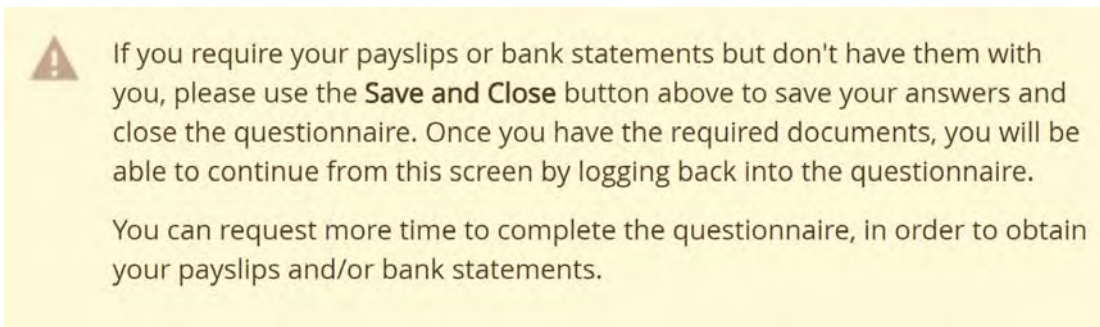 If you require your payslips or bank statements but don't have them with
you, please use the Save and Close button above to save your answers and
close the questionnaire. Once you have the required documents, you will be
able to continue from this screen by logging back into the questionnaire.
You can request more time to complete the questionnaire, in order to obtain
your payslips and/or bank statements.